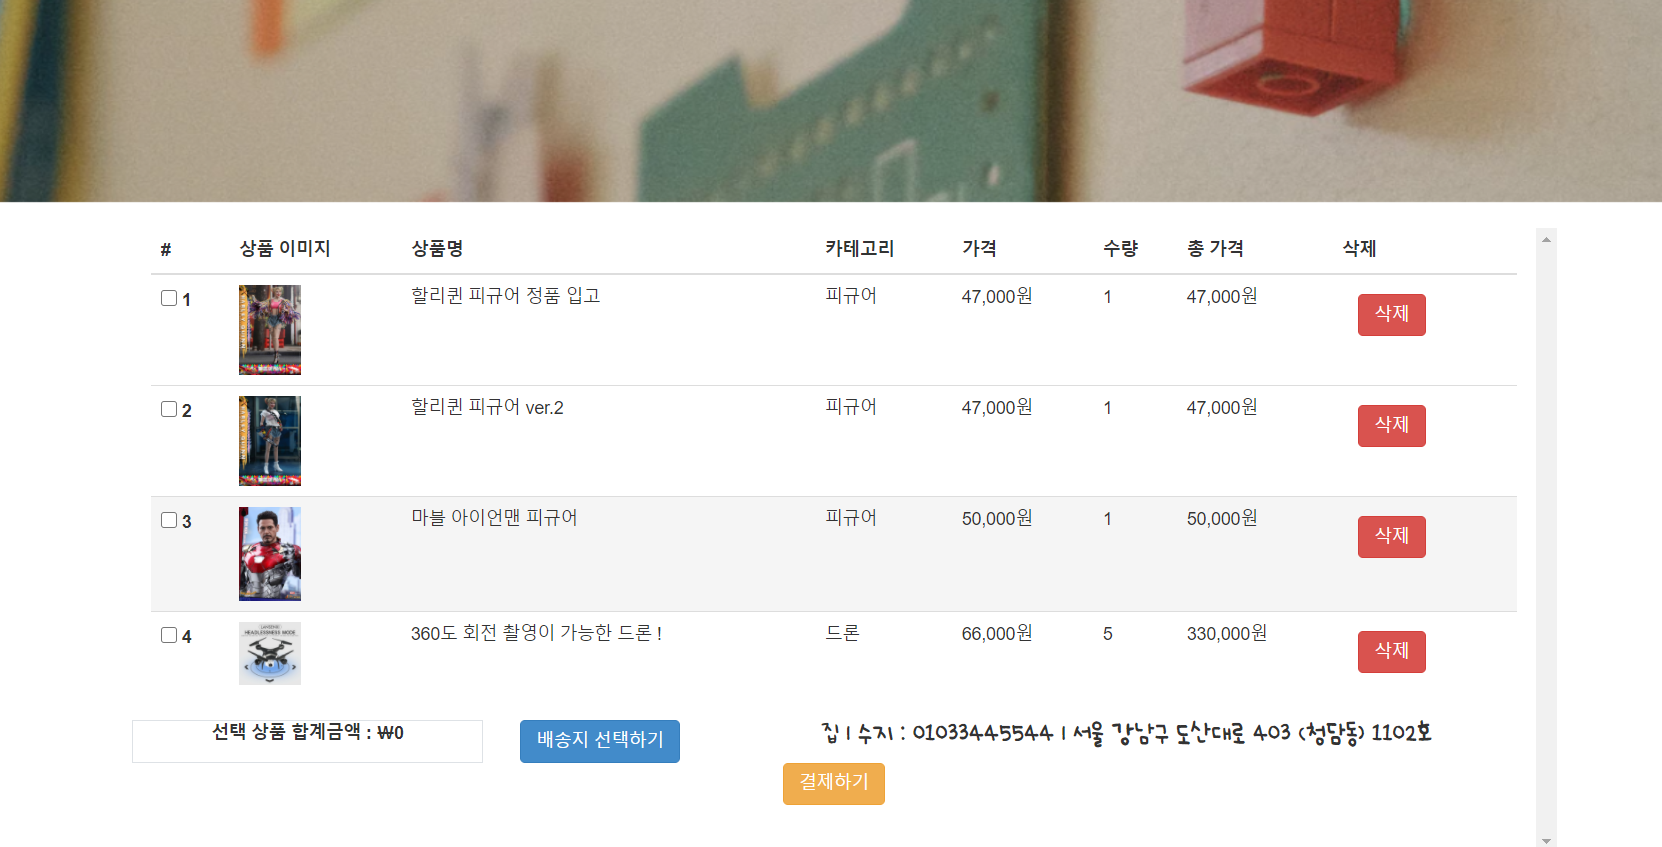 # 상품 이미지 상품명 카테고리 가격 수량 총 가격 삭제
1 할리퀸 피규어 정품 입고 피규어 47,000원 1 47,000원 삭제
2 할리퀸 피규어 ver.2 피규어 47,000원 1 47,000원 삭제
3 마블 아이언맨 피규어 피규어 50,000원 1 50,000원 삭제
LANSENXI
HEADLESSNESS MODE
4 360도 회전 촬영이 가능한 드론 ! 드론 66,000원 5 330,000원 삭제
선택 상품 합계금액 : ₩0 배송지 선택하기 집 | 수지 : 01033445544 | 서울 강남구 도산대로 403 (청담동) 1102호
결제하기